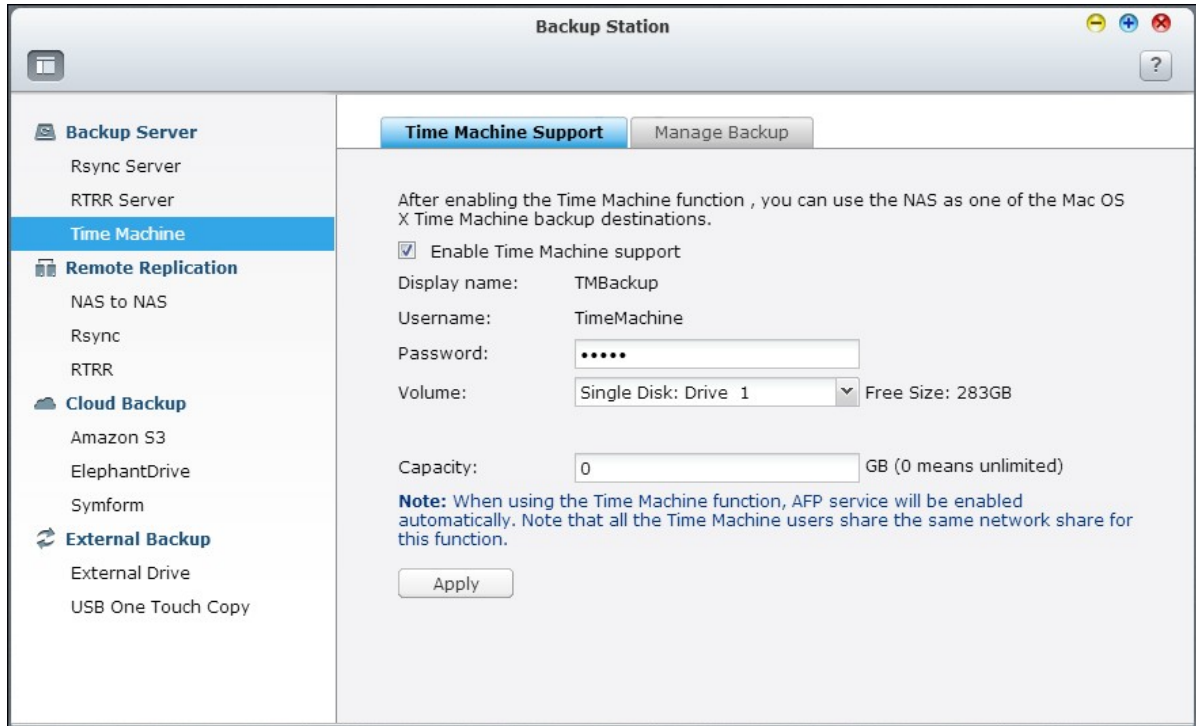 Backup Station
?
Backup Server
Rsync Server
RTRR Server
Time Machine
Remote Replication
NAS to NAS
Rsync
RTRR
Cloud Backup
Amazon S3
ElephantDrive
Symform
External Backup
External Drive
USB One Touch Copy
Time Machine Support
Manage Backup
After enabling the Time Machine function , you can use the NAS as one of the Mac OS
X Time Machine backup destinations.
Enable Time Machine support
Display name: TMBackup
Username: TimeMachine
Password: •••••
Volume: Single Disk: Drive 1 Free Size: 283GB
Capacity: 0 GB (0 means unlimited)
Note: When using the Time Machine function, AFP service will be enabled
automatically. Note that all the Time Machine users share the same network share for
this function.
Apply